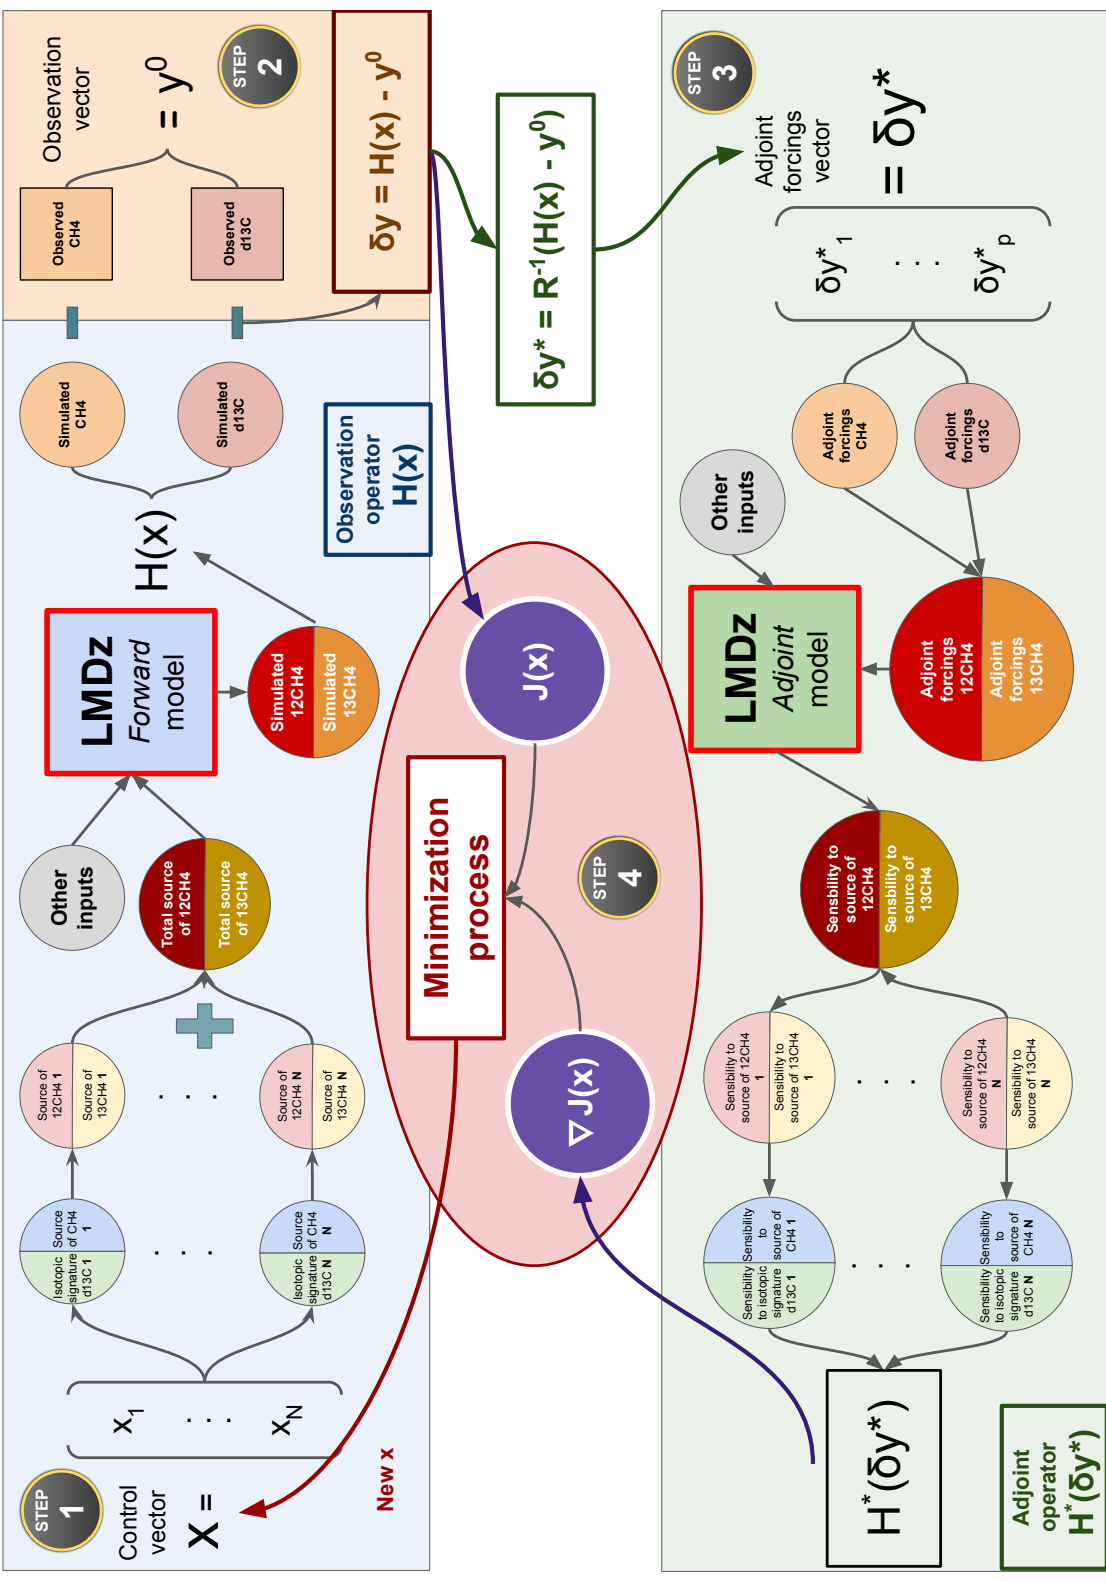 STEP
1
Control
vector
X =
x1
. . .
xN
Isotopic
signature
d13C 1
Source
of CH4
1
. . .
Isotopic
signature
d13C N
Source
of CH4
N
Source of
12CH4 1
Source of
13CH4 1
. . .
Source of
12CH4 N
Source of
13CH4 N
Other
inputs
Total source
of 12CH4
Total source
of 13CH4
LMDz
Forward
model
Simulated
12CH4
Simulated
13CH4
H(x)
Simulated
CH4
Simulated
d13C
Observation
operator
H(x)
STEP
2
Observation
vector
Observed
CH4
Observed
d13C
= y0
δy = H(x) - y0
δy* = R-1(H(x) - y0)
STEP
3
Adjoint
forcings
vector
δy*1
. . .
δy*p
= δy*
Adjoint
forcings
CH4
Adjoint
forcings
d13C
Other
inputs
Adjoint
forcings
12CH4
Adjoint
forcings
13CH4
LMDz
Adjoint
model
Sensbility to
source of
12CH4
Sensibility to
source of
13CH4
Sensibility to
source of 12CH4
1
Sensibility to
source of 13CH4
1
. . .
Sensibility to
source of 12CH4
N
Sensibility to
source of 13CH4
N
Sensibility
to isotopic
signature
d13C 1
Sensibility
to
source of
CH4 1
. . .
Sensibility
to isotopic
signature
d13C N
Sensibility
to
source of
CH4 N
H*(δy*)
Adjoint
operator
H*(δy*)
STEP
4
J(x)
∇ J(x)
Minimization
process
New x